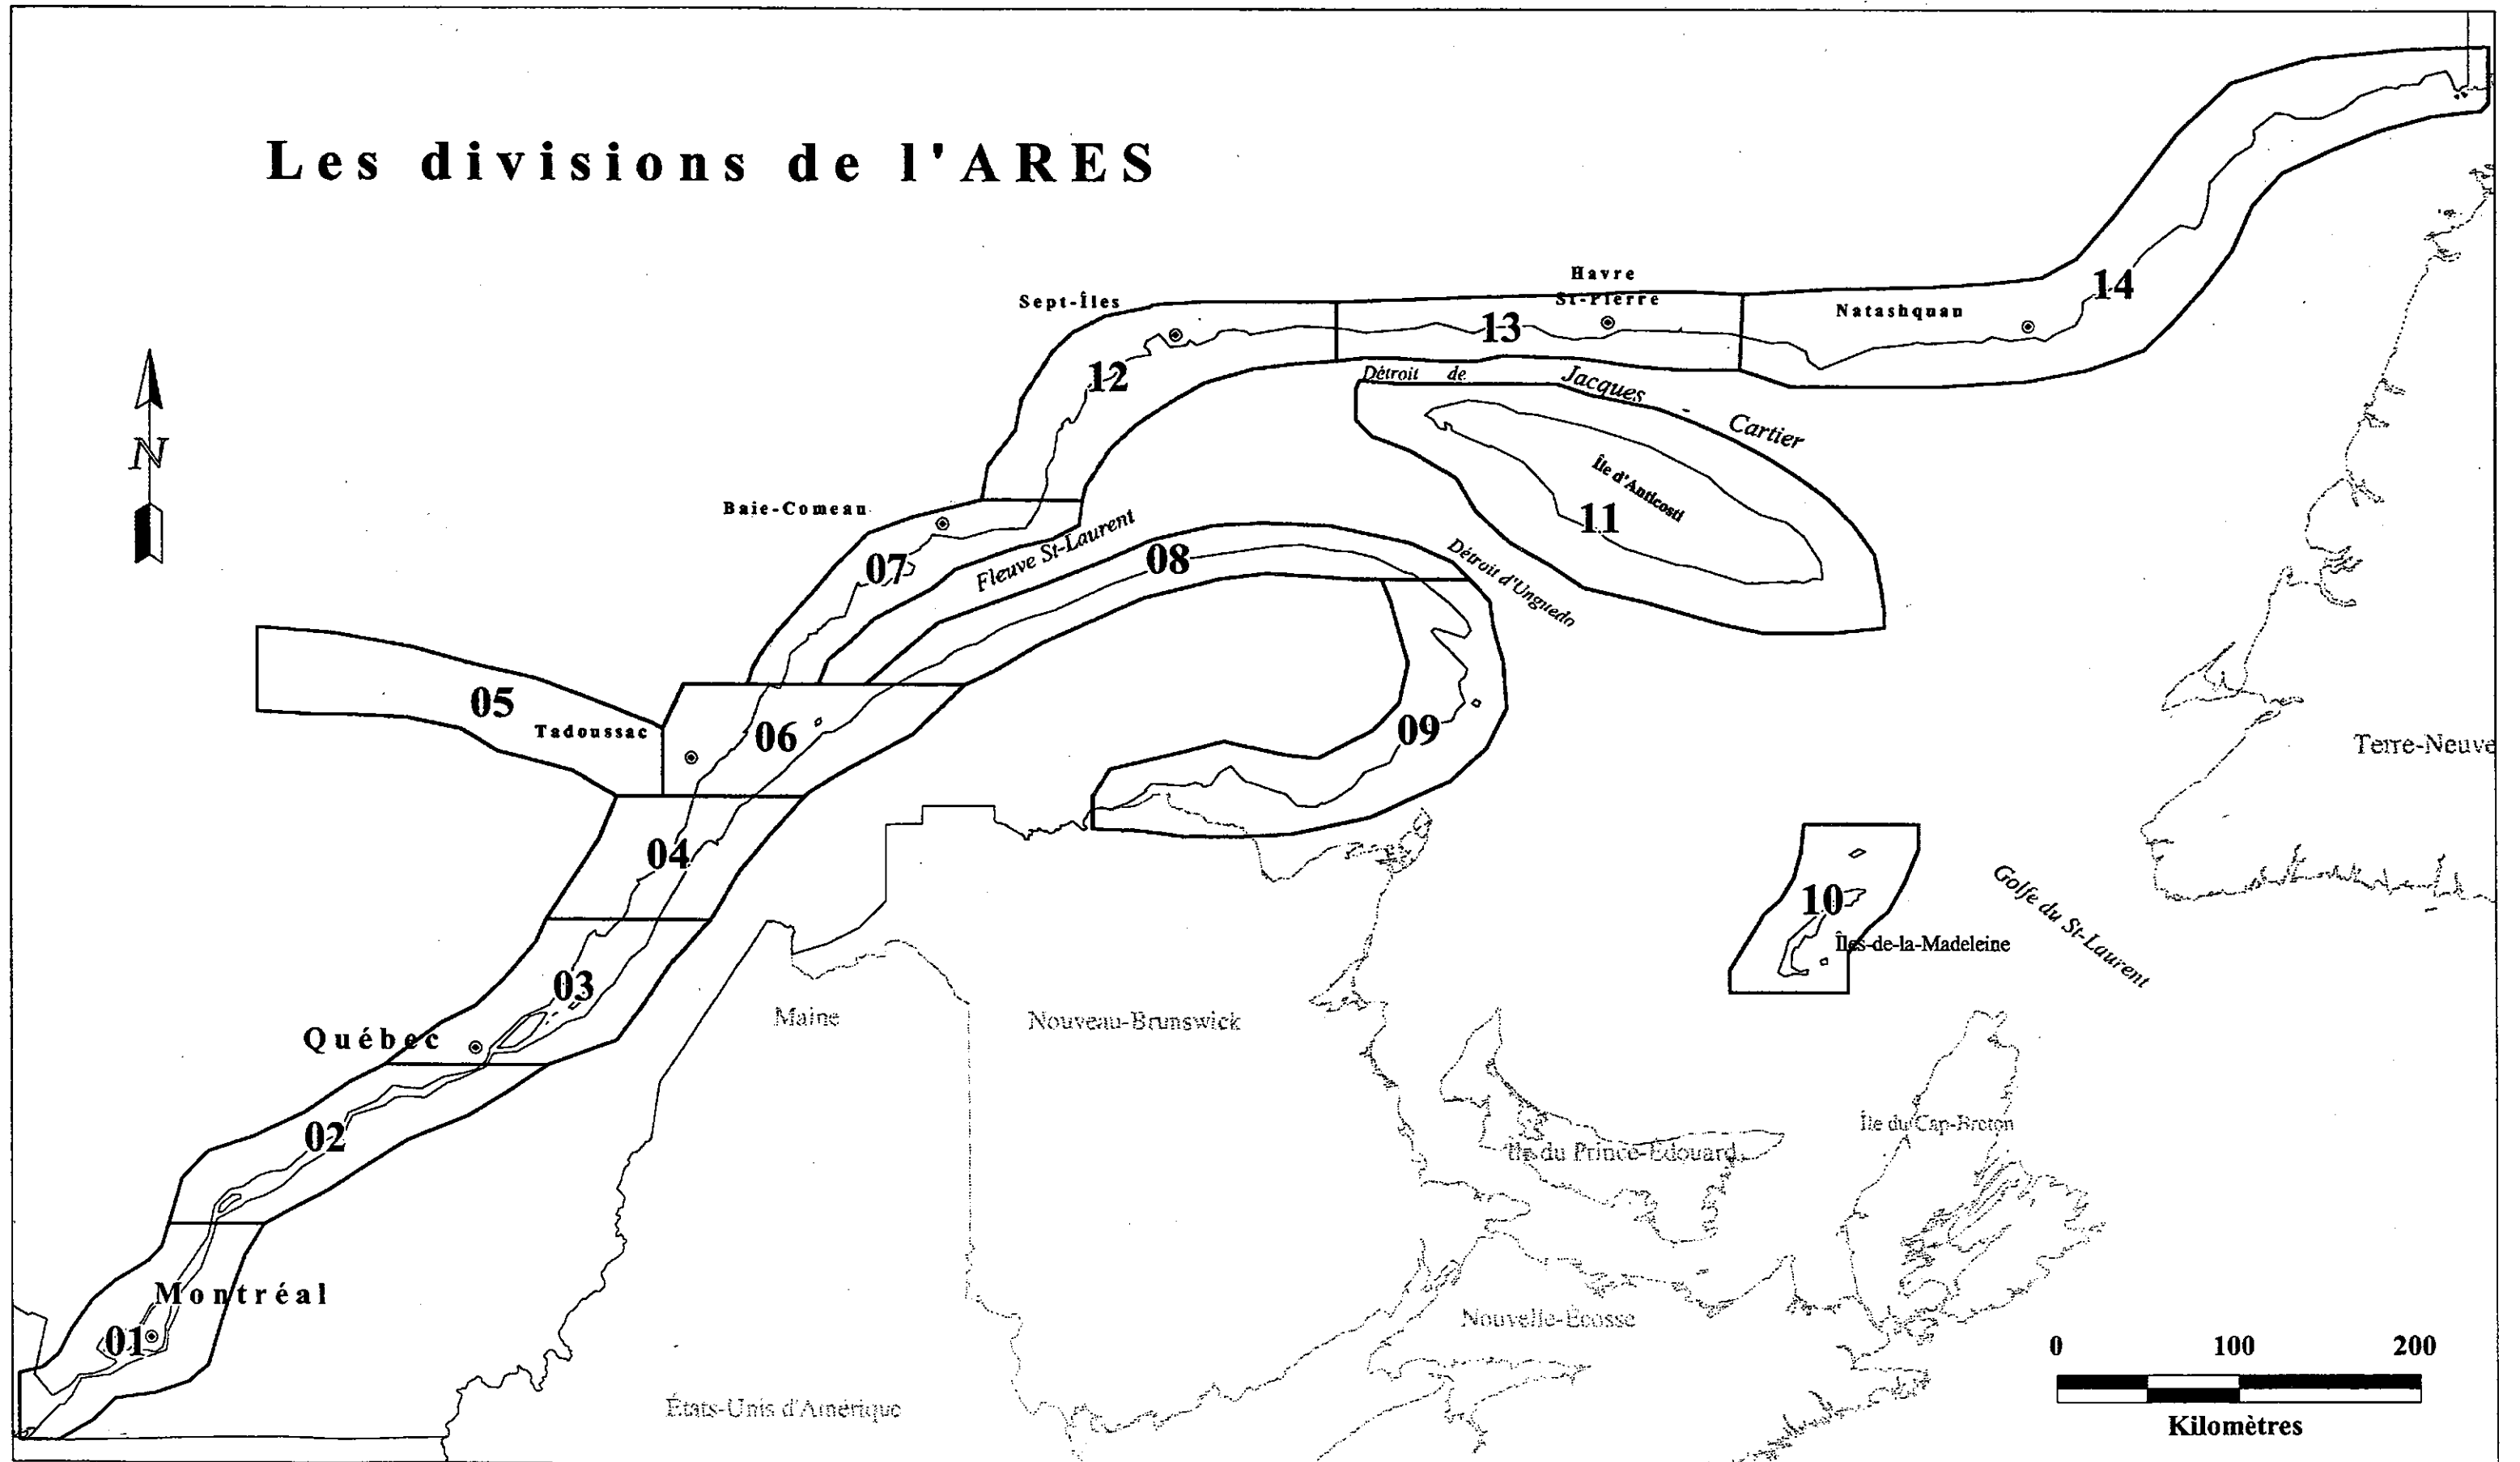 Les divisions de l'ARES
Havre
St-Pierre
Sept-Îles
Natashquan
14
13
12
Détroit de Jacques - Cartier
Île d'Anticosti
11
Baie-Comeau
Fleuve St-Laurent
08
07
Détroit d'Unguedo
N
05
Tadoussac
06
09
Terre-Neuve
04
10
Îles-de-la-Madeleine
Golfe du St-Laurent
03
Québec
Maine
Nouveau-Brunswick
02
Île du Cap-Breton
Île du Prince-Édouard
Montréal
01
Nouvelle-Écosse
États-Unis d'Amérique
0 100 200
Kilomètres